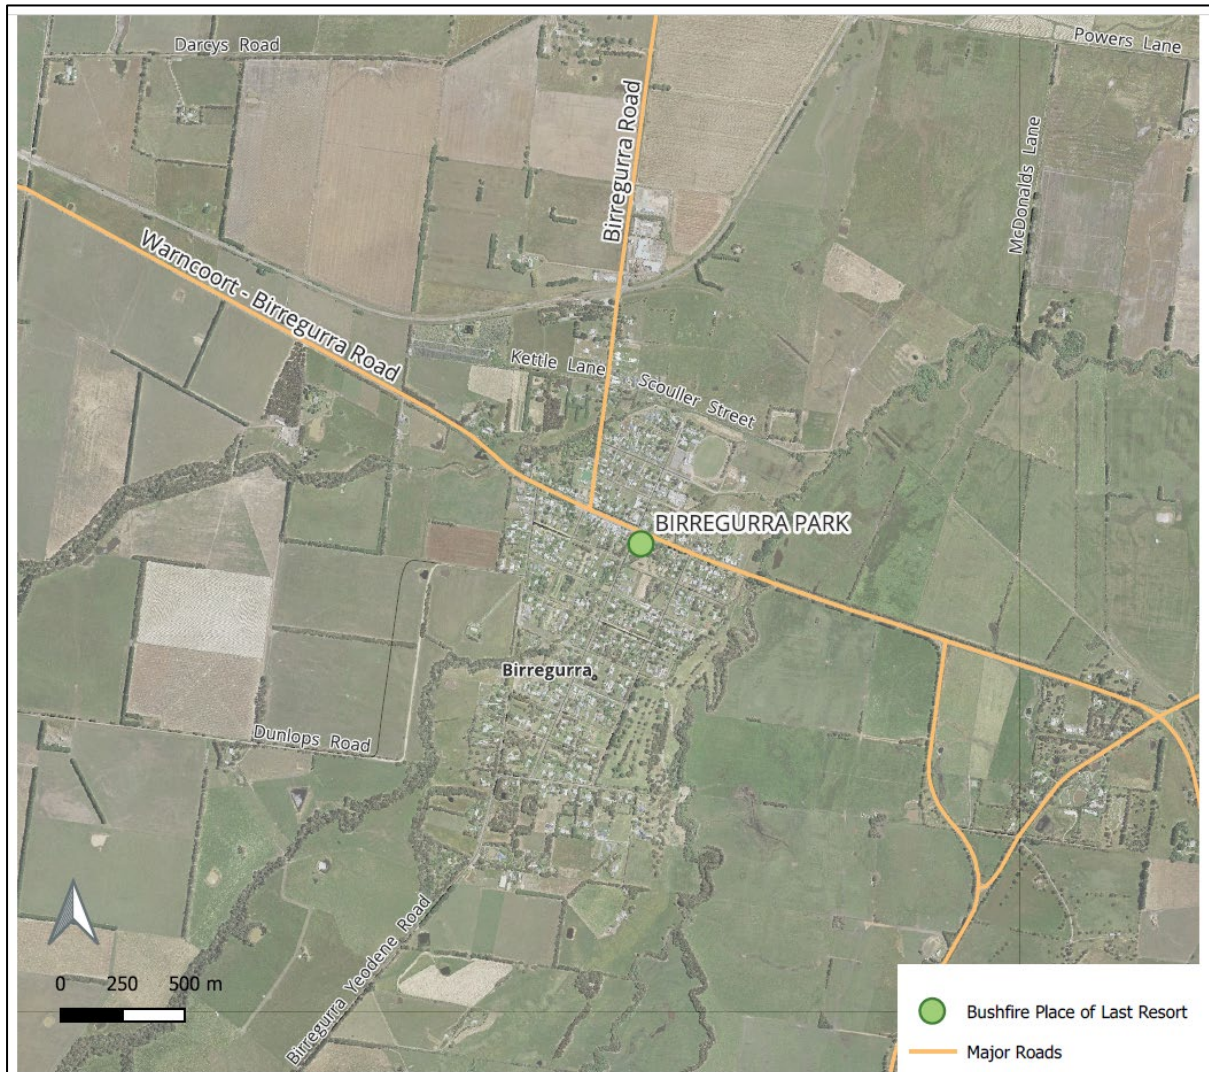 Darcys Road
Powers Lane
Birregurra Road
McDonalds Lane
Warncoort - Birregurra Road
Kettle Lane
Scouller Street
BIRREGURRA PARK
Birregurra
Dunlops Road
Birregurra Yeodene Road
0 250 500 m
Bushfire Place of Last Resort
Major Roads